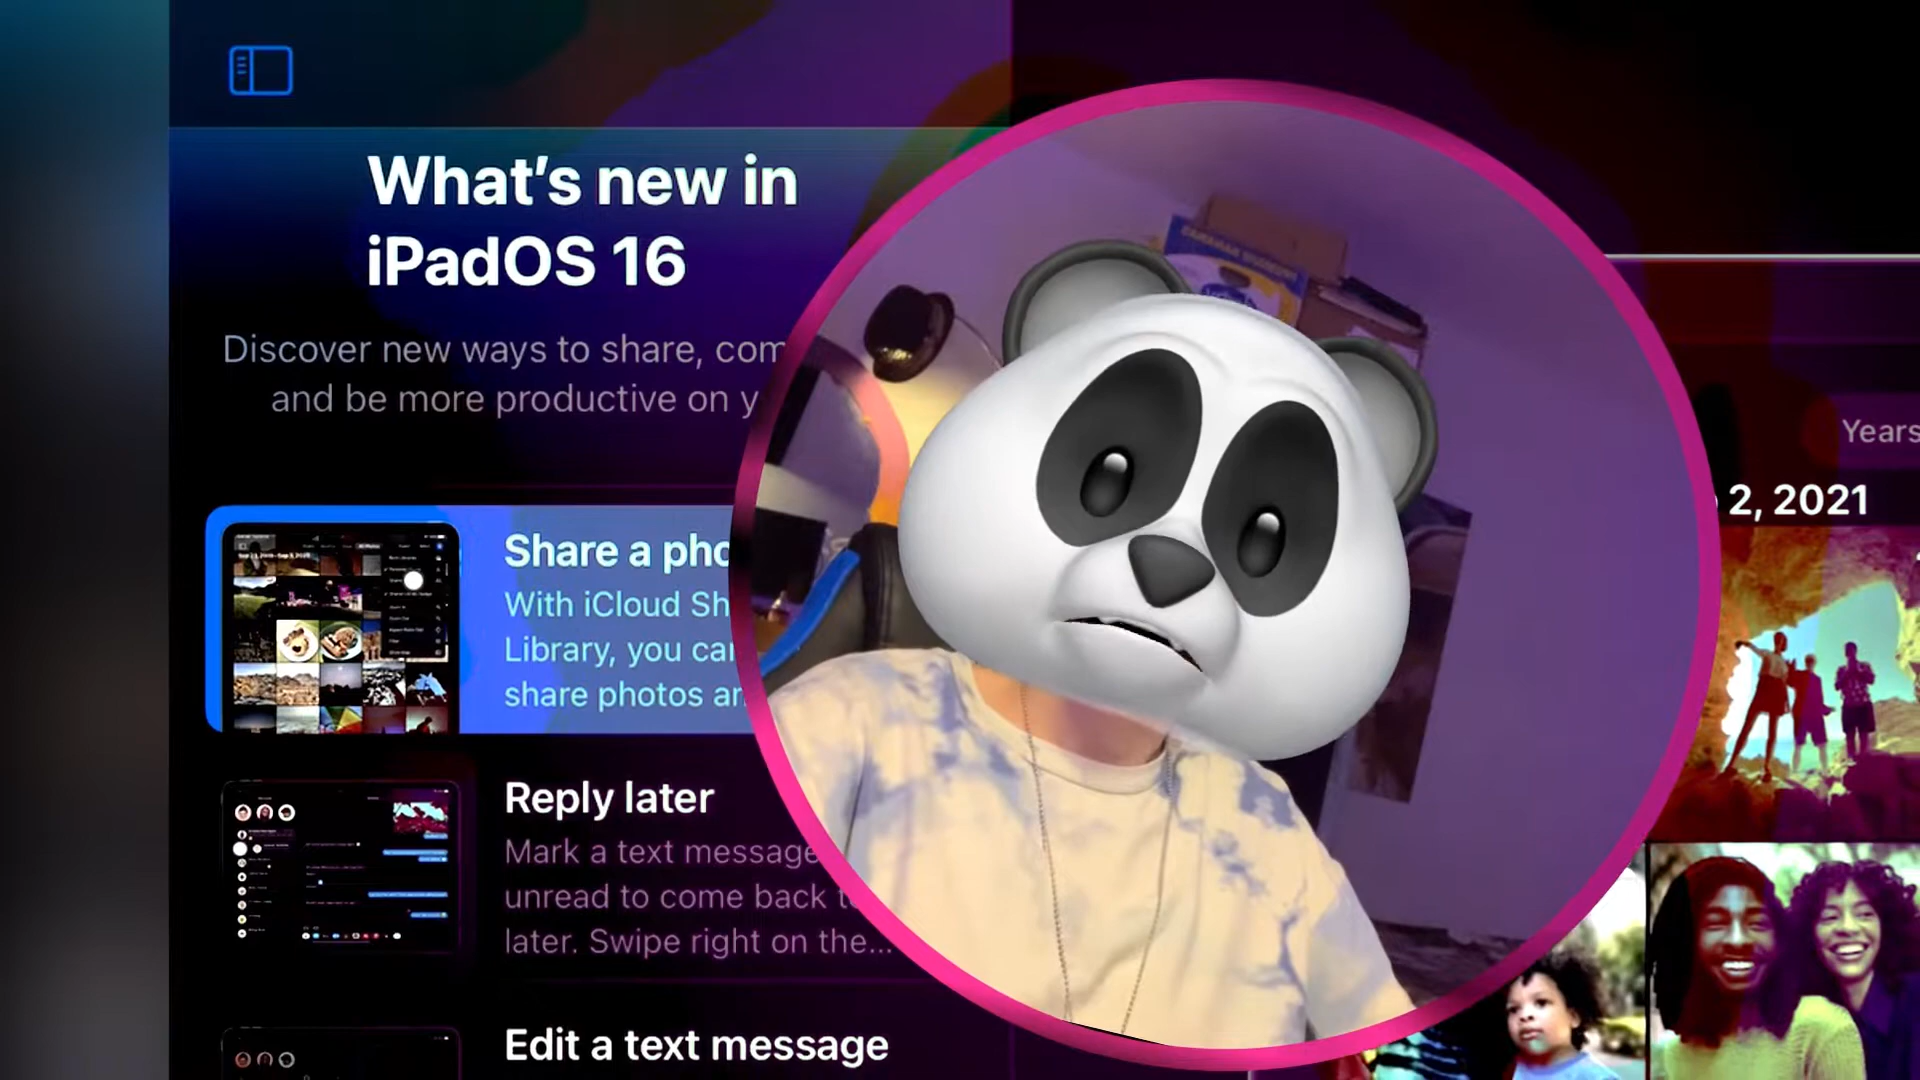 What's new in
iPadOS 16
Discover new ways to share, com
and be more productive on y
Years
2, 2021
Share a pho
With iCloud Sh
Library, you can
share photos an
Reply later
Mark a text message
unread to come back t
later. Swipe right on the...
Edit a text message